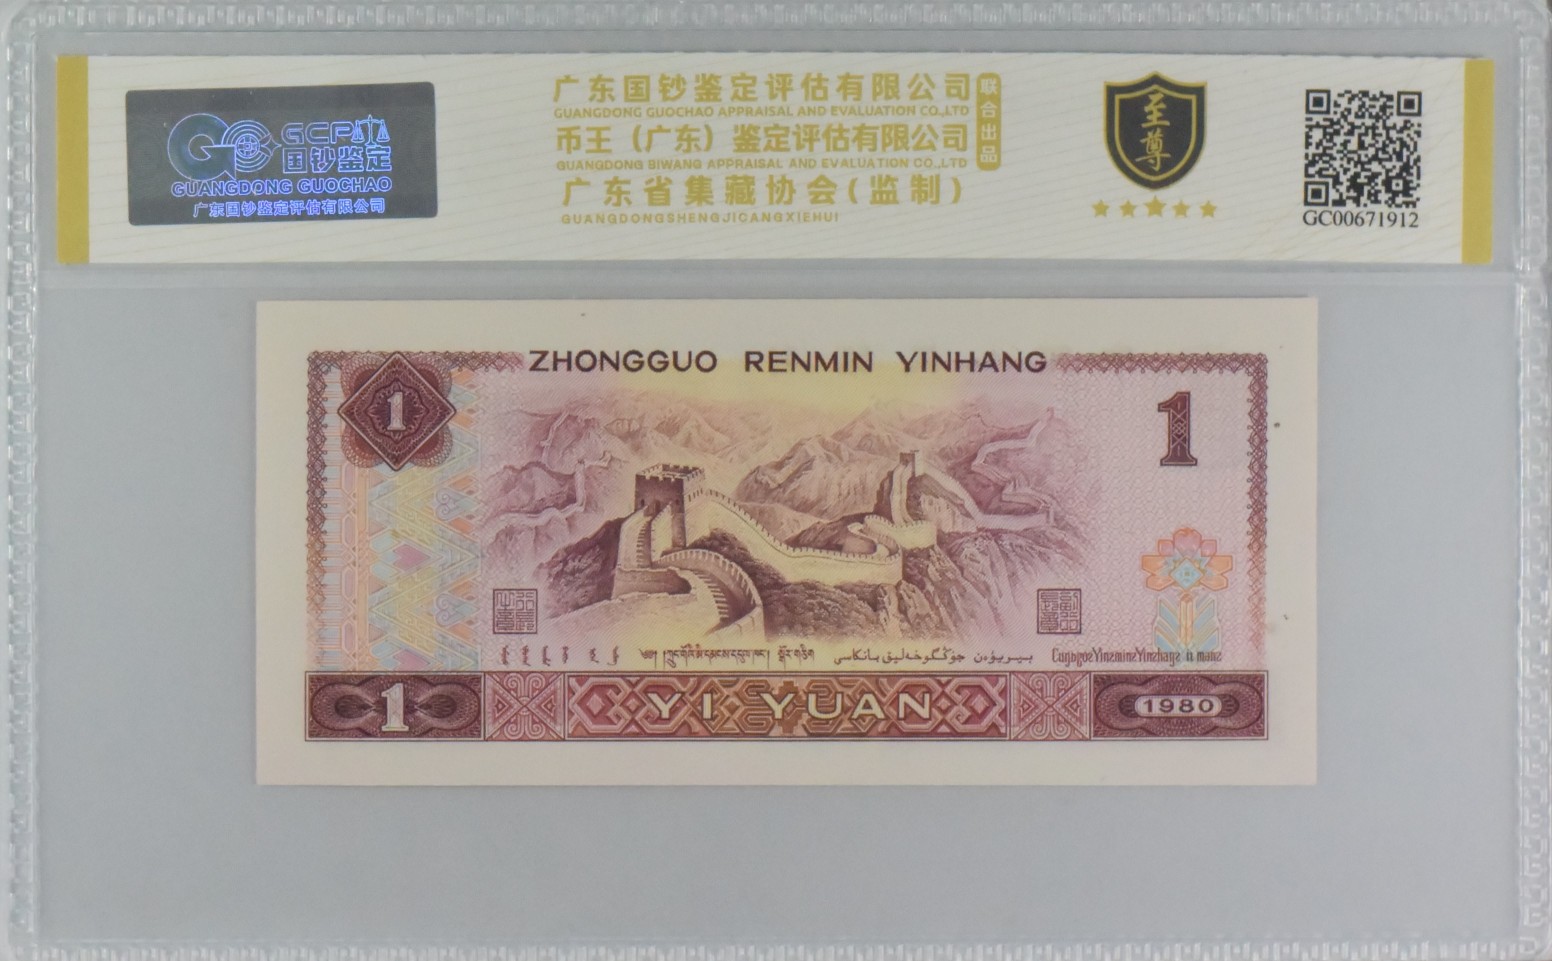 GCP
国钞鉴定
GUANGDONG GUOCHAO
广东国钞鉴定评估有限公司
广东国钞鉴定评估有限公司
GUANGDONG GUOCHAO APPRAISAL AND EVALUATION CO.,LTD
币王（广东）鉴定评估有限公司
GUANGDONG BIWANG APPRAISAL AND EVALUATION CO.,LTD
广东省集藏协会(监制)
GUANGDONGSHENGJICANGXIEHUI
联合出品
至尊
GC00671912
ZHONGGUO RENMIN YINHANG
1
1
1
YI YUAN
1980